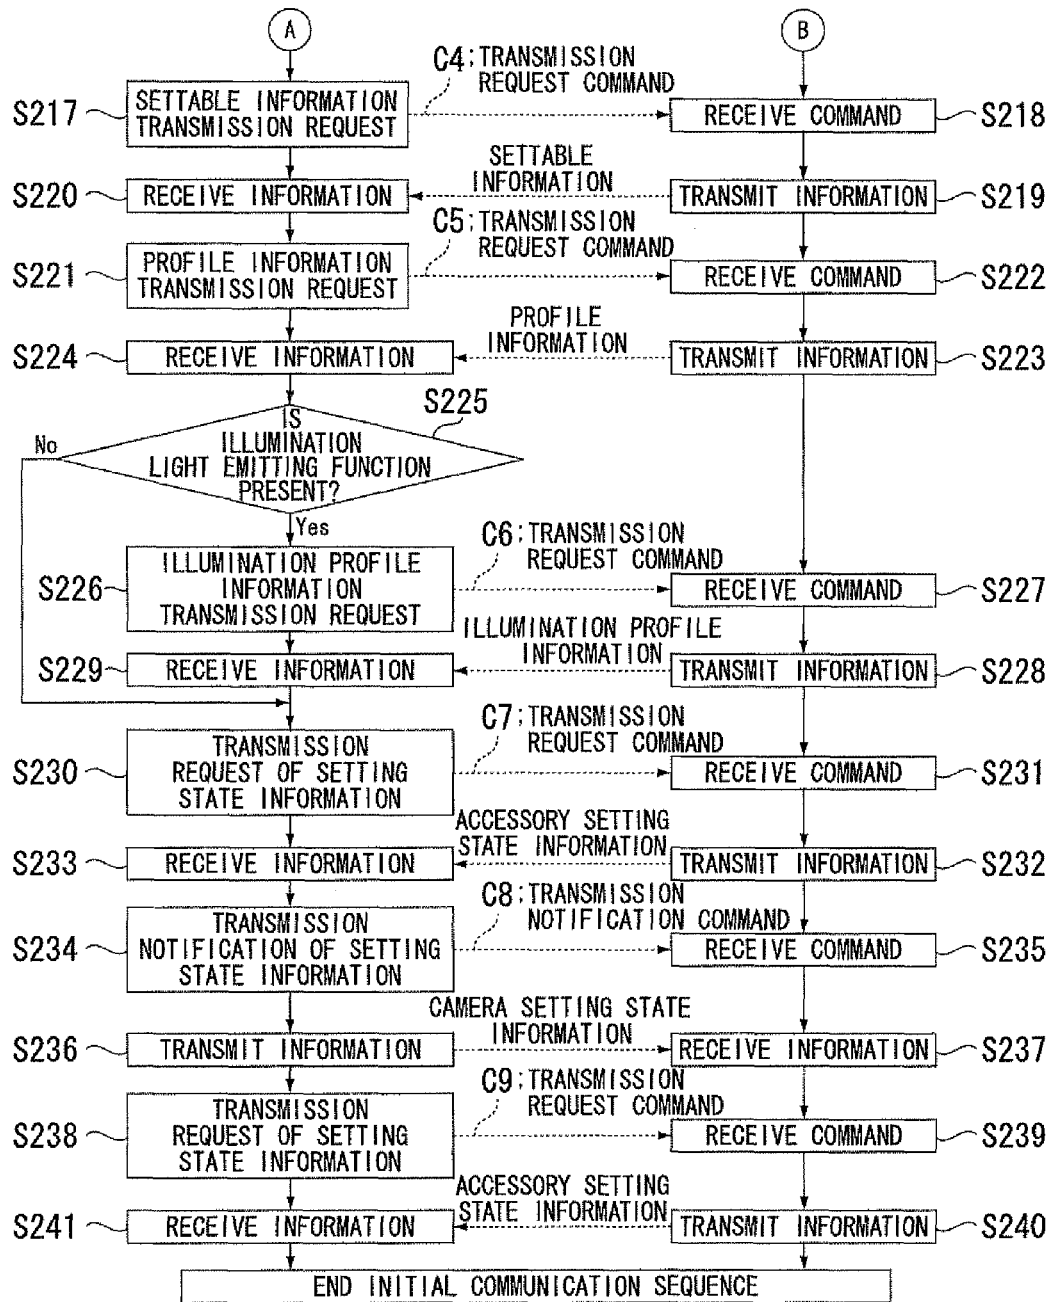 A
B
C4;TRANSMISSION
REQUEST COMMAND
S217
SETTABLE INFORMATION
TRANSMISSION REQUEST
RECEIVE COMMAND
S218
SETTABLE
INFORMATION
S220
RECEIVE INFORMATION
TRANSMIT INFORMATION
S219
C5;TRANSMISSION
REQUEST COMMAND
S221
PROFILE INFORMATION
TRANSMISSION REQUEST
RECEIVE COMMAND
S222
PROFILE
INFORMATION
S224
RECEIVE INFORMATION
TRANSMIT INFORMATION
S223
S225
No
IS
ILLUMINATION
LIGHT EMITTING FUNCTION
PRESENT?
Yes
C6;TRANSMISSION
REQUEST COMMAND
S226
ILLUMINATION PROFILE
INFORMATION
TRANSMISSION REQUEST
RECEIVE COMMAND
S227
ILLUMINATION PROFILE
INFORMATION
S229
RECEIVE INFORMATION
TRANSMIT INFORMATION
S228
C7;TRANSMISSION
REQUEST COMMAND
S230
TRANSMISSION
REQUEST OF SETTING
STATE INFORMATION
RECEIVE COMMAND
S231
ACCESSORY SETTING
STATE INFORMATION
S233
RECEIVE INFORMATION
TRANSMIT INFORMATION
S232
C8;TRANSMISSION
NOTIFICATION COMMAND
S234
TRANSMISSION
NOTIFICATION OF SETTING
STATE INFORMATION
RECEIVE COMMAND
S235
CAMERA SETTING STATE
INFORMATION
S236
TRANSMIT INFORMATION
RECEIVE INFORMATION
S237
C9;TRANSMISSION
REQUEST COMMAND
S238
TRANSMISSION
REQUEST OF SETTING
STATE INFORMATION
RECEIVE COMMAND
S239
ACCESSORY SETTING
STATE INFORMATION
S241
RECEIVE INFORMATION
TRANSMIT INFORMATION
S240
END INITIAL COMMUNICATION SEQUENCE